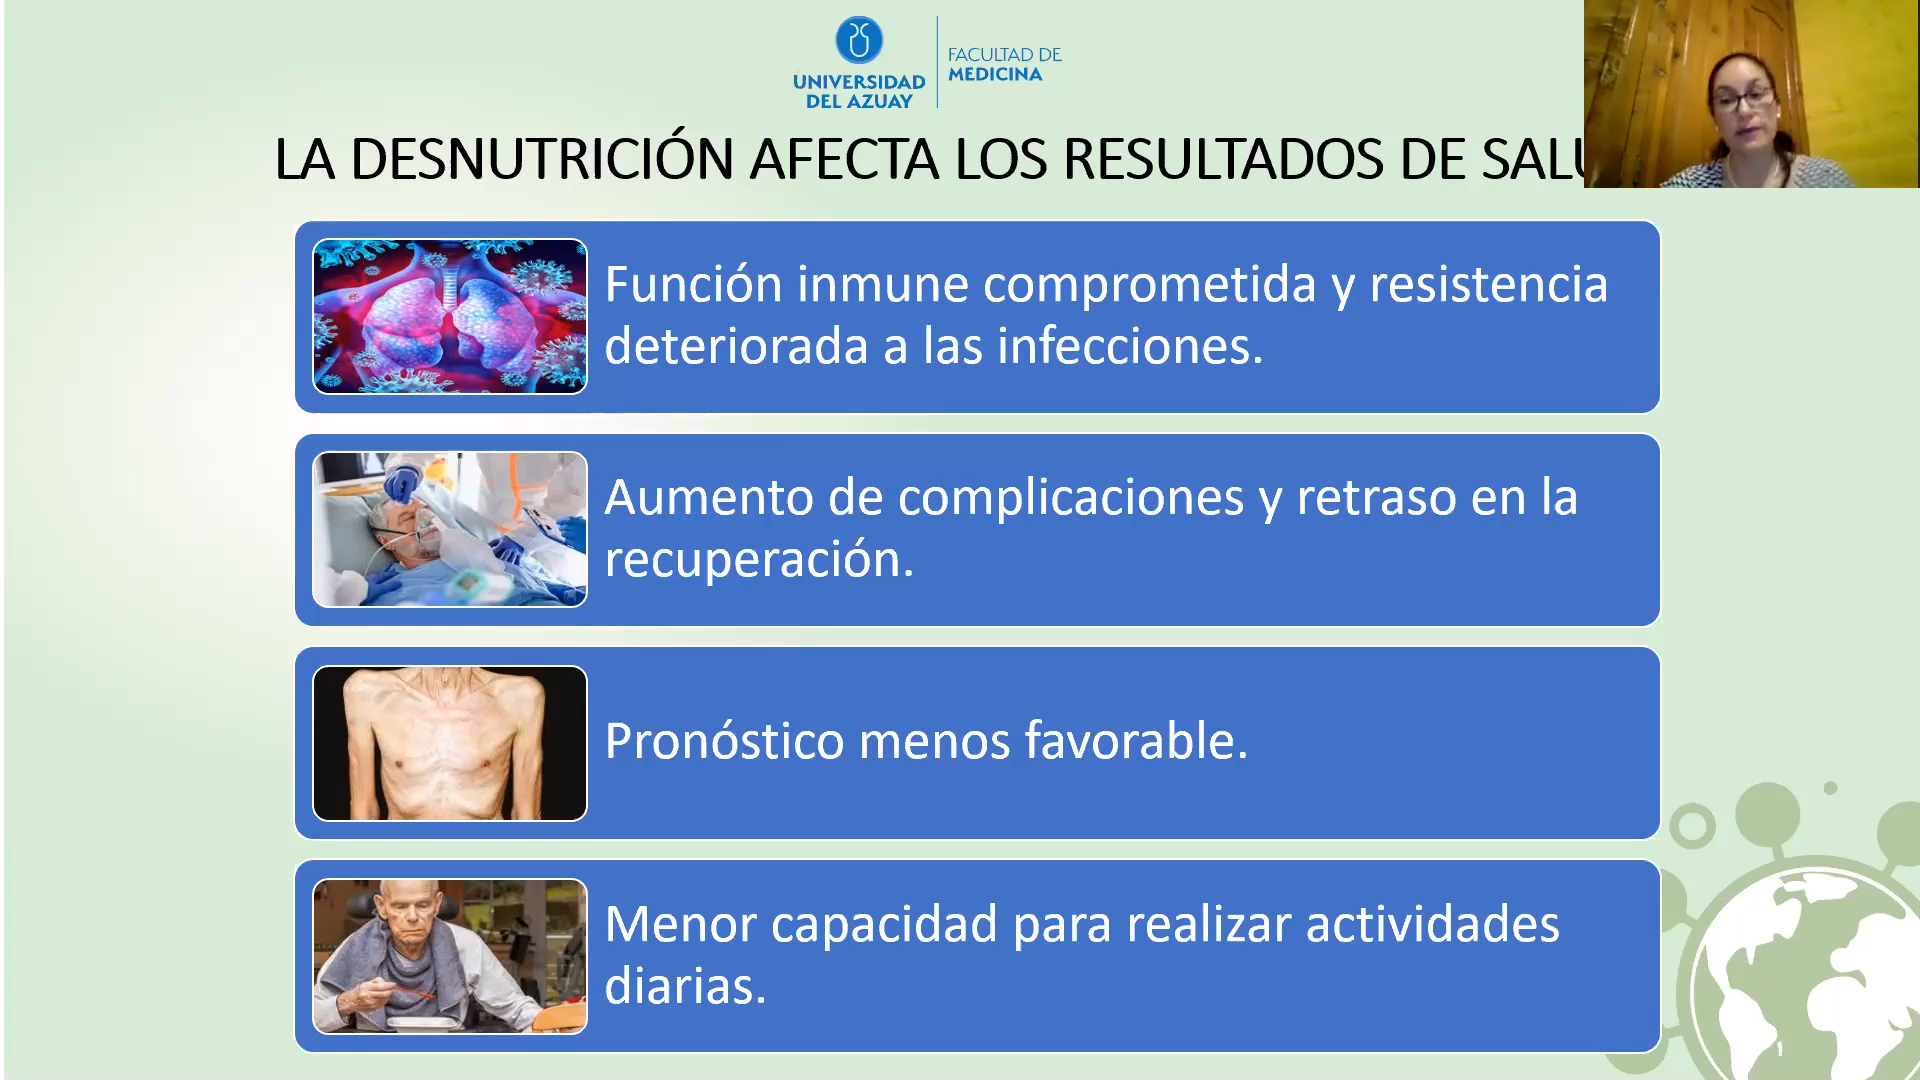 UNIVERSIDAD
DEL AZUAY
FACULTAD DE
MEDICINA
LA DESNUTRICIÓN AFECTA LOS RESULTADOS DE SALU
Función inmune comprometida y resistencia
deteriorada a las infecciones.
Aumento de complicaciones y retraso en la
recuperación.
Pronóstico menos favorable.
Menor capacidad para realizar actividades
diarias.